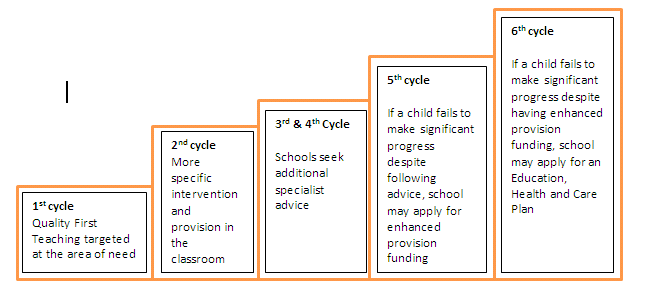 1st cycle
Quality First
Teaching targeted
at the area of need
2nd cycle
More
specific
intervention
and
provision in
the
classroom
3rd & 4th Cycle
Schools seek
additional
specialist
advice
5th cycle
If a child fails to
make significant
progress
despite
following
advice, school
may apply for
enhanced
provision
funding
6th cycle
If a child fails to
make significant
progress despite
having enhanced
provision
funding, school
may apply for an
Education,
Health and Care
Plan